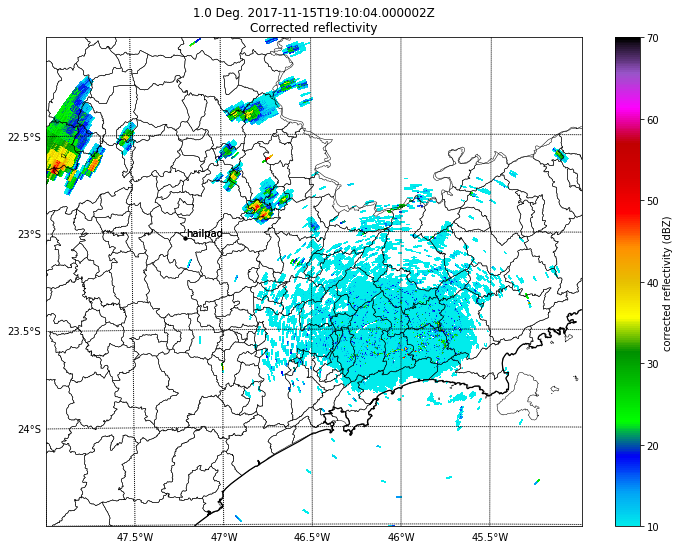 1.0 Deg. 2017-11-15T19:10:04.000002Z
Corrected reflectivity
70
60
50
40
30
20
10
corrected reflectivity (dBZ)
22.5°S
23°S
23.5°S
24°S
hailpad
47.5°W
47°W
46.5°W
46°W
45.5°W